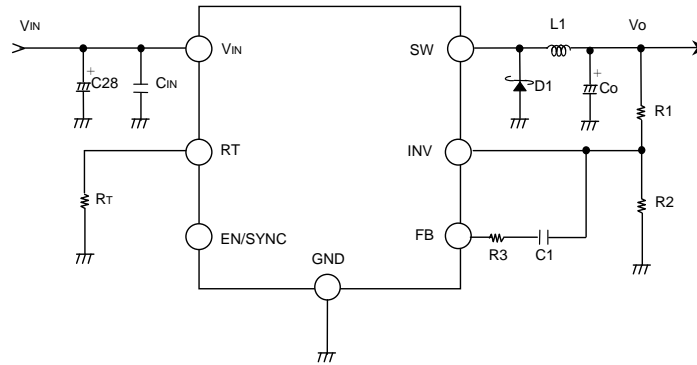 VIN
L1
Vo
VIN
SW
+
C28
CIN
D1
+
Co
R1
RT
INV
RT
R2
EN/SYNC
FB
GND
R3
C1